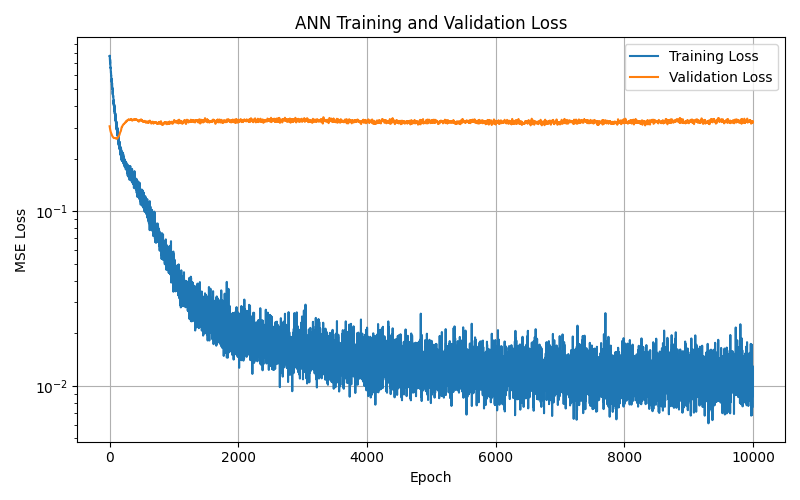 ANN Training and Validation Loss
Training Loss
Validation Loss
MSE Loss
10⁻¹
10⁻²
0 2000 4000 6000 8000 10000
Epoch